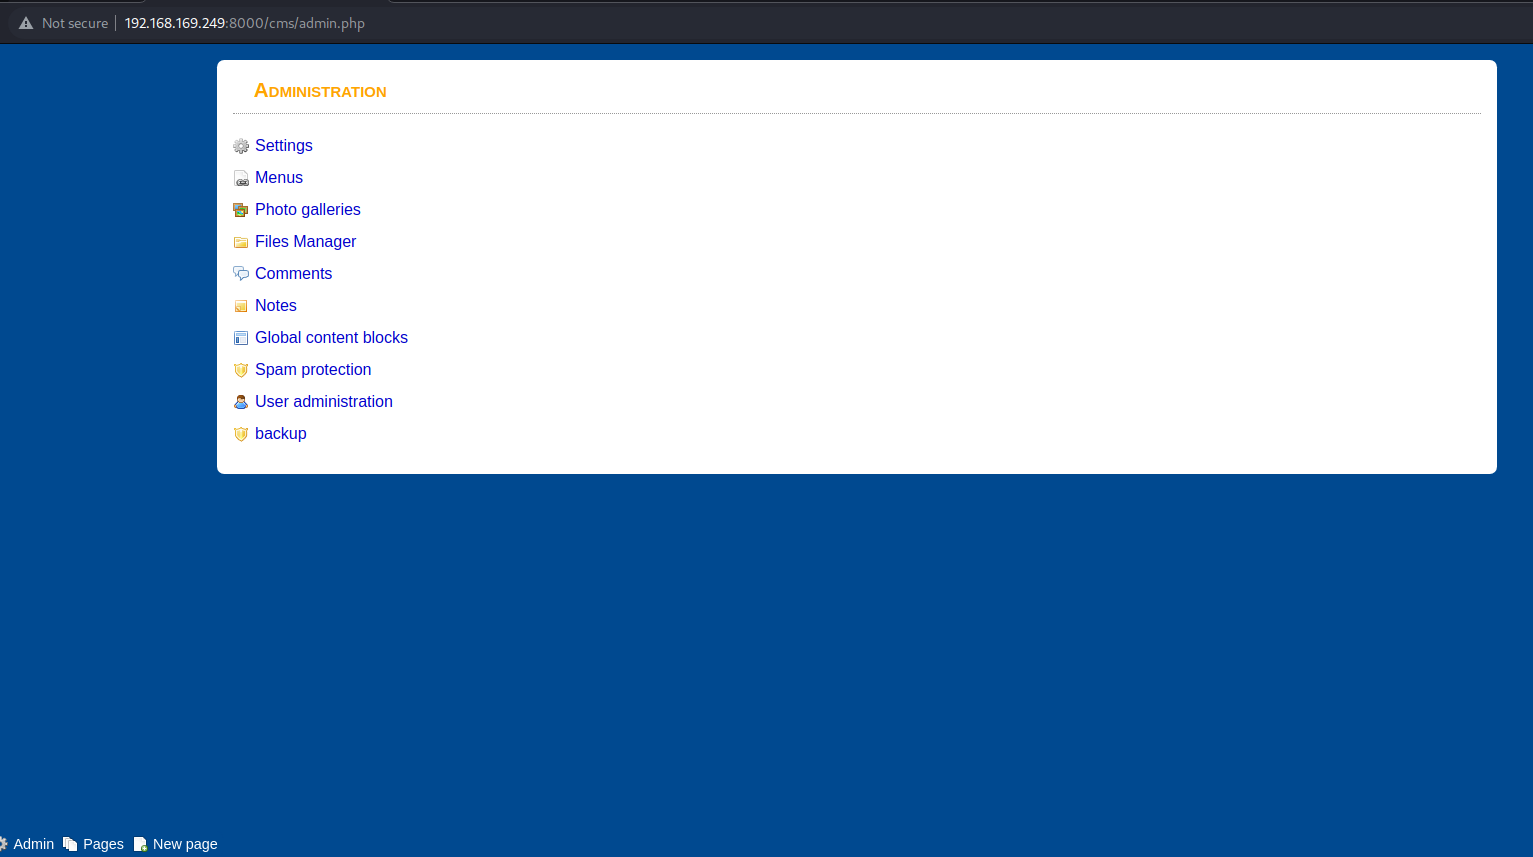 Not secure 192.168.169.249:8000/cms/admin.php
Administration
Settings
Menus
Photo galleries
Files Manager
Comments
Notes
Global content blocks
Spam protection
User administration
backup
Admin Pages New page